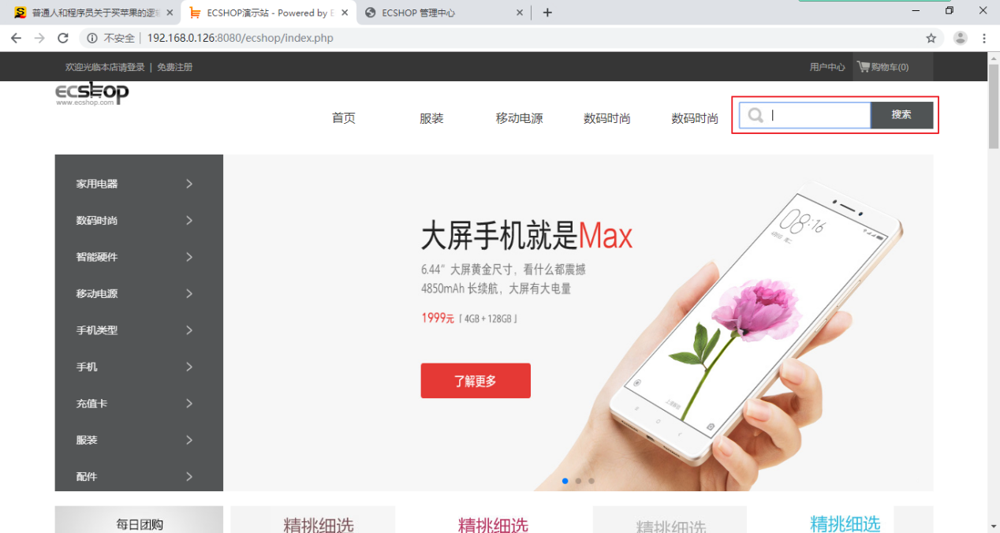 普通人和程序员关于买苹果的逻辑
ECSHOP演示站 - Powered by E
ECSHOP 管理中心
不安全 192.168.0.126:8080/ecshop/index.php
欢迎光临本店请登录 | 免费注册
用户中心 购物车(0)
ecshop
www.ecshop.com
首页 服装 移动电源 数码时尚 数码时尚 搜索
家用电器
数码时尚
智能硬件
移动电源
手机类型
手机
充值卡
服装
配件
大屏手机就是Max
6.44" 大屏黄金尺寸，看什么都震撼
4850mAh 长续航，大屏有大电量
1999元「4GB + 128GB」
了解更多
08:16
每日团购
精挑细选 精挑细选 精挑细选 精挑细选